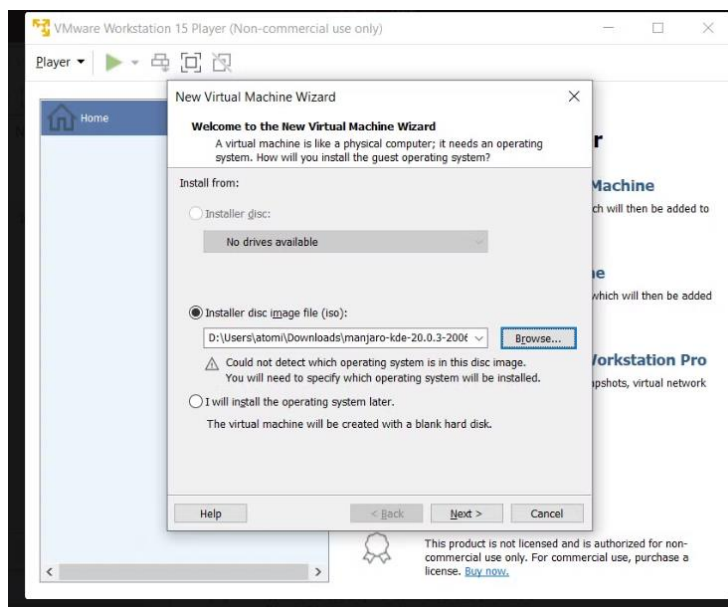 VMware Workstation 15 Player (Non-commercial use only)
Player
Home
New Virtual Machine Wizard
Welcome to the New Virtual Machine Wizard
A virtual machine is like a physical computer; it needs an operating
system. How will you install the guest operating system?
Install from:
Installer disc:
No drives available
Installer disc image file (iso):
D:\Users\atomi\Downloads\manjaro-kde-20.0.3-200
Browse...
Could not detect which operating system is in this disc image.
You will need to specify which operating system will be installed.
I will install the operating system later.
The virtual machine will be created with a blank hard disk.
Help
< Back
Next >
Cancel
r
Machine
ch will then be added to
ne
which will then be added
Workstation Pro
apshots, virtual network
This product is not licensed and is authorized for non-
commercial use only. For commercial use, purchase a
license. Buy now.